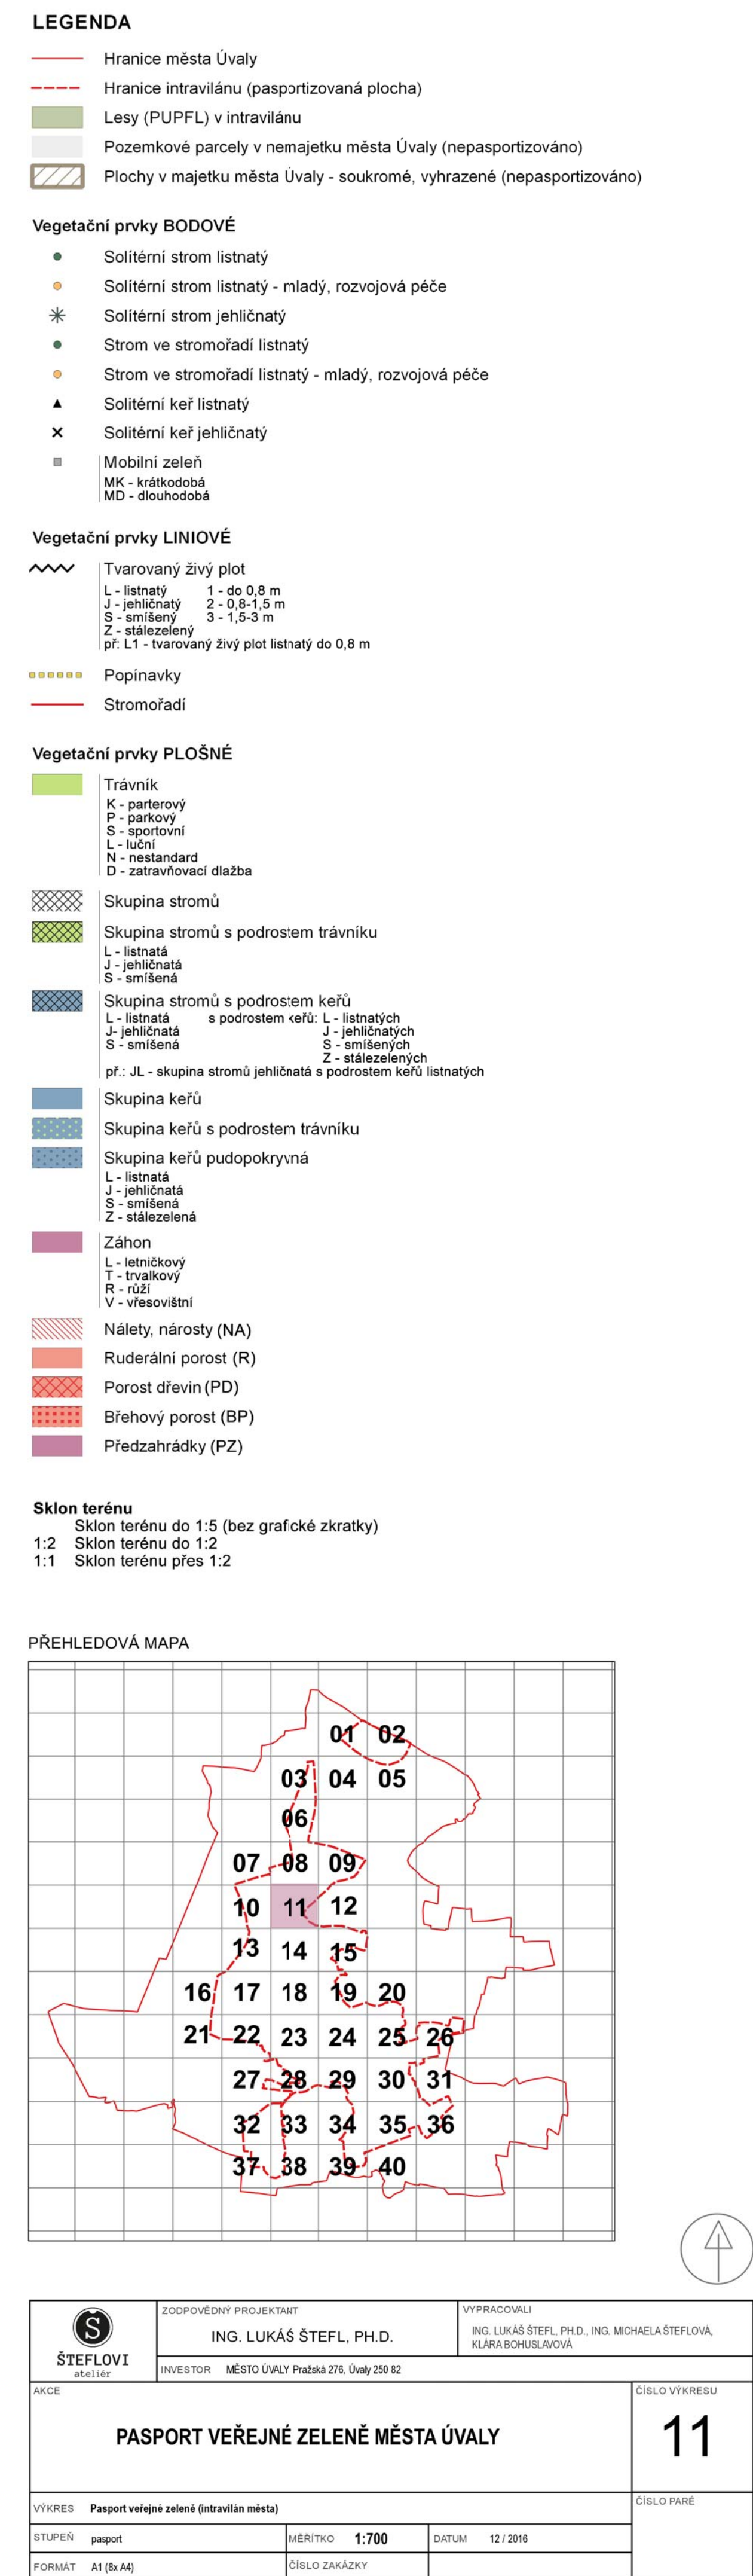 LEGENDA
Hranice města Úvaly
Hranice intravilánu (pasportizovaná plocha)
Lesy (PUPFL) v intravilánu
Pozemkové parcely v nemajetku města Úvaly (nepasportizováno)
Plochy v majetku města Úvaly - soukromé, vyhrazené (nepasportizováno)
Vegetační prvky BODOVÉ
Solitérní strom listnatý
Solitérní strom listnatý - mladý, rozvojová péče
Solitérní strom jehličnatý
Strom ve stromořadí listnatý
Strom ve stromořadí listnatý - mladý, rozvojová péče
Solitérní keř listnatý
Solitérní keř jehličnatý
Mobilní zeleň
MK - krátkodobá
MD - dlouhodobá
Vegetační prvky LINIOVÉ
Tvarovaný živý plot
L - listnatý 1 - do 0,8 m
J - jehličnatý 2 - 0,8-1,5 m
S - smíšený 3 - 1,5-3 m
Z - stálezelený
př: L1 - tvarovaný živý plot listnatý do 0,8 m
Popínavky
Stromořadí
Vegetační prvky PLOŠNÉ
Trávník
K - parterový
P - parkový
S - sportovní
L - luční
N - nestandard
D - zatravňovací dlažba
Skupina stromů
Skupina stromů s podrostem trávníku
L - listnatá
J - jehličnatá
S - smíšená
Skupina stromů s podrostem keřů
L - listnatá s podrostem keřů: L - listnatých
J- jehličnatá J - jehličnatých
S - smíšená S - smíšených
Z - stálezelených
př.: JL - skupina stromů jehličnatá s podrostem keřů listnatých
Skupina keřů
Skupina keřů s podrostem trávníku
Skupina keřů pudopokryvná
L - listnatá
J - jehličnatá
S - smíšená
Z - stálezelená
Záhon
L - letničkový
T - trvalkový
R - růží
V - vřesovištní
Nálety, nárosty (NA)
Ruderální porost (R)
Porost dřevin (PD)
Břehový porost (BP)
Předzahrádky (PZ)
Sklon terénu
Sklon terénu do 1:5 (bez grafické zkratky)
1:2 Sklon terénu do 1:2
1:1 Sklon terénu přes 1:2
PŘEHLEDOVÁ MAPA
01 02
03 04 05
06
07 08 09
10 11 12
13 14 15
16 17 18 19 20
21 22 23 24 25 26
27 28 29 30 31
32 33 34 35 36
37 38 39 40
Š
ŠTEFLOVI
ateliér
ZODPOVĚDNÝ PROJEKTANT
ING. LUKÁŠ ŠTEFL, PH.D.
VYPRACOVALI
ING. LUKÁŠ ŠTEFL, PH.D., ING. MICHAELA ŠTEFLOVÁ,
KLÁRA BOHUSLAVOVÁ
INVESTOR MĚSTO ÚVALY. Pražská 276, Úvaly 250 82
AKCE
PASPORT VEŘEJNÉ ZELENĚ MĚSTA ÚVALY
ČÍSLO VÝKRESU
11
VÝKRES Pasport veřejné zeleně (intravilán města)
ČÍSLO PARÉ
STUPEŇ pasport MĚŘÍTKO 1:700 DATUM 12 / 2016
FORMÁT A1 (8x A4) ČÍSLO ZAKÁZKY